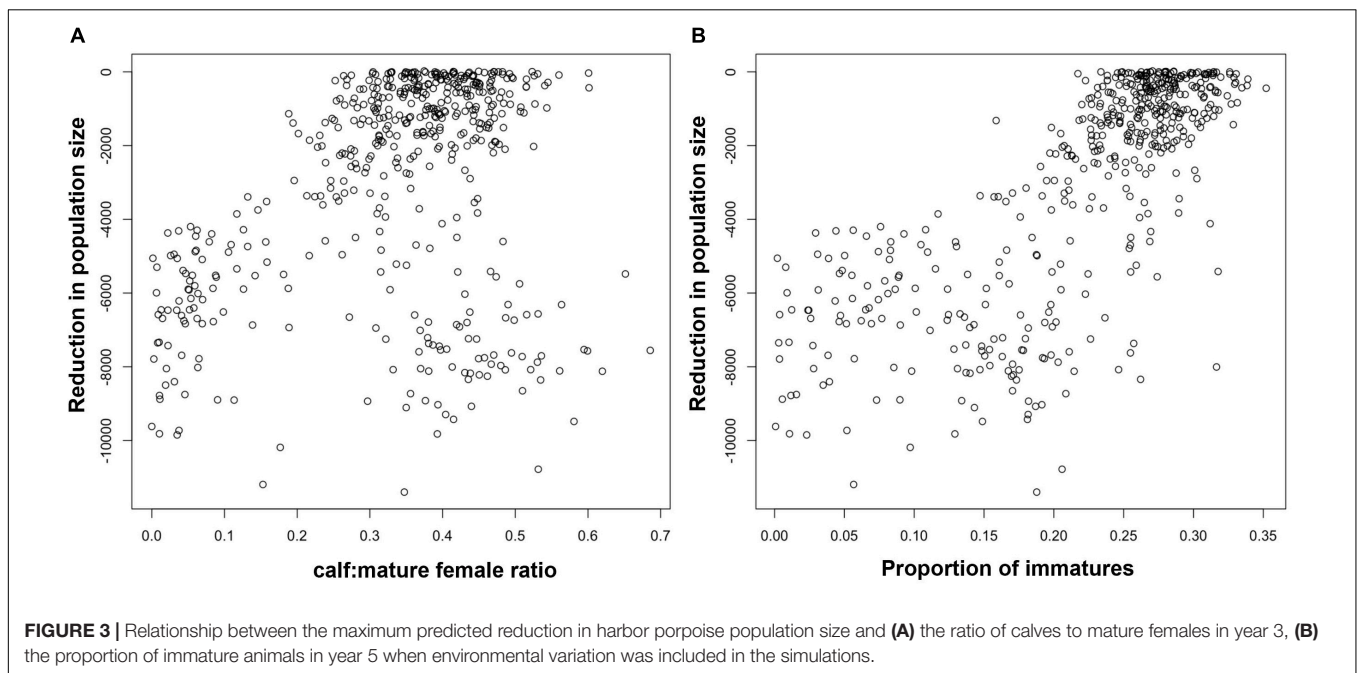 A
B
Reduction in population size
0
-2000
-4000
-6000
-8000
-10000
0.0 0.1 0.2 0.3 0.4 0.5 0.6 0.7
calf:mature female ratio
Reduction in population size
0
-2000
-4000
-6000
-8000
-10000
0.00 0.05 0.10 0.15 0.20 0.25 0.30 0.35
Proportion of immatures
FIGURE 3 | Relationship between the maximum predicted reduction in harbor porpoise population size and (A) the ratio of calves to mature females in year 3, (B)
the proportion of immature animals in year 5 when environmental variation was included in the simulations.